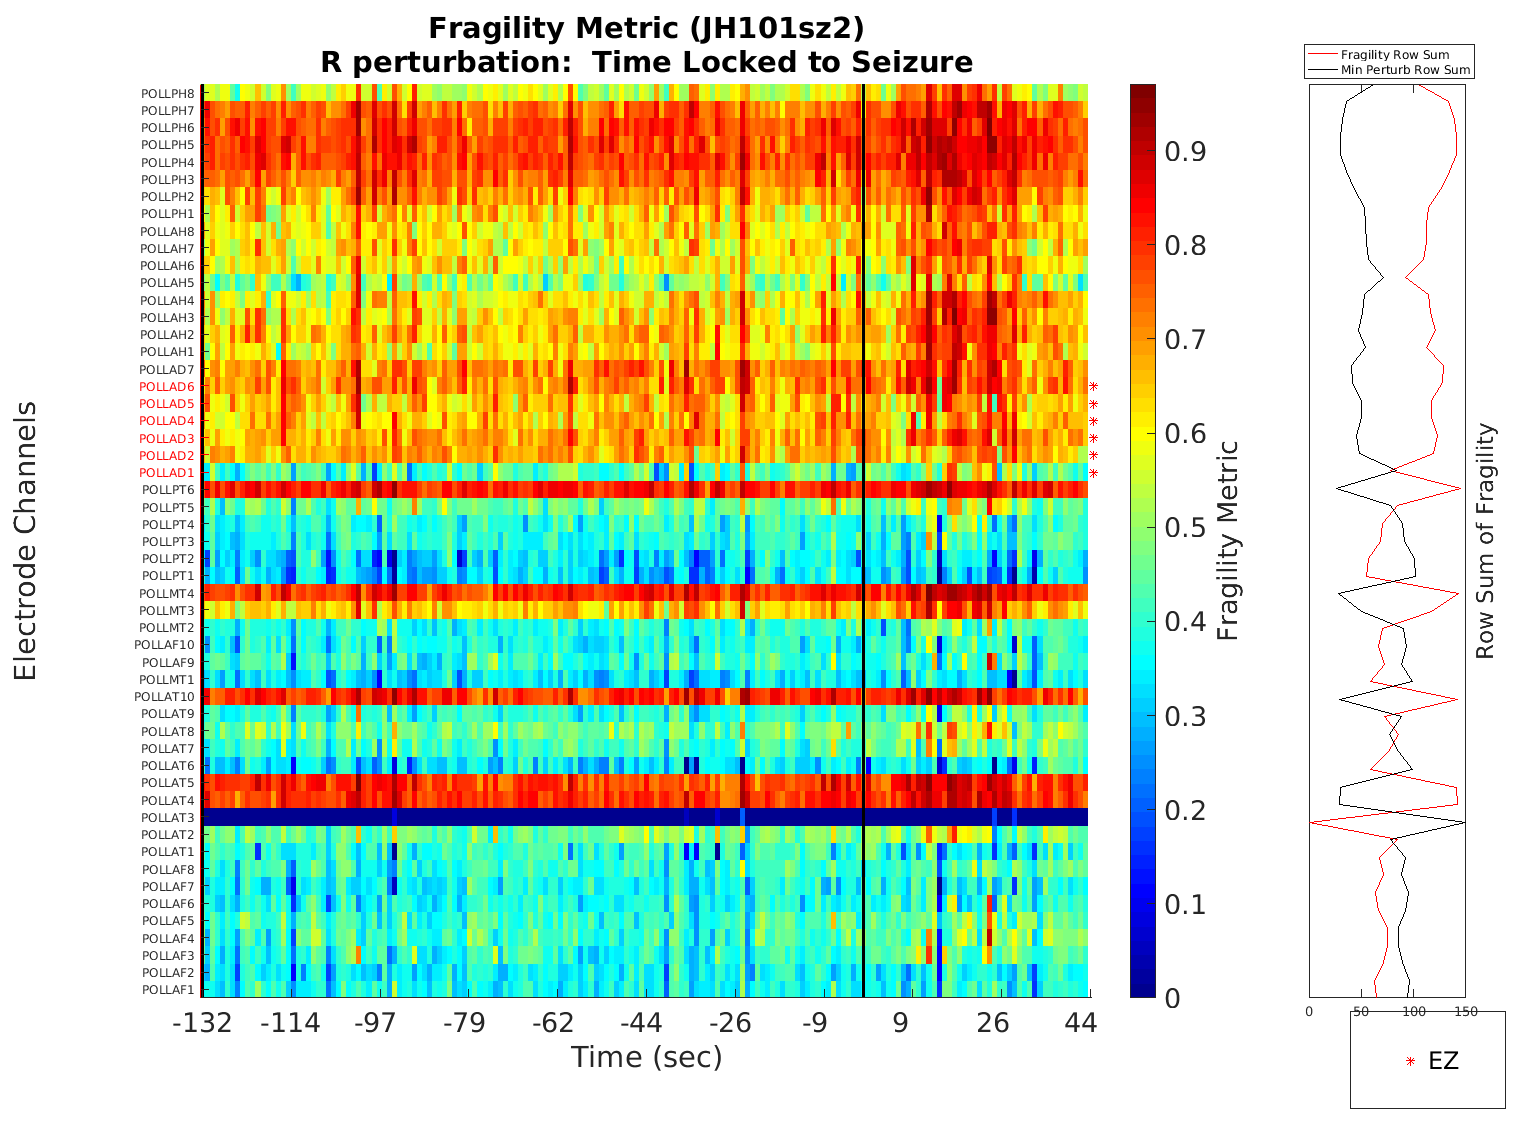 Fragility Metric (JH101sz2)
R perturbation:  Time Locked to Seizure
Fragility Row Sum
Min Perturb Row Sum
Electrode Channels
POLLPH8
POLLPH7
POLLPH6
POLLPH5
POLLPH4
POLLPH3
POLLPH2
POLLPH1
POLLAH8
POLLAH7
POLLAH6
POLLAH5
POLLAH4
POLLAH3
POLLAH2
POLLAH1
POLLAD7
POLLAD6
POLLAD5
POLLAD4
POLLAD3
POLLAD2
POLLAD1
POLLPT6
POLLPT5
POLLPT4
POLLPT3
POLLPT2
POLLPT1
POLLMT4
POLLMT3
POLLMT2
POLLAF10
POLLAF9
POLLMT1
POLLAT10
POLLAT9
POLLAT8
POLLAT7
POLLAT6
POLLAT5
POLLAT4
POLLAT3
POLLAT2
POLLAT1
POLLAF8
POLLAF7
POLLAF6
POLLAF5
POLLAF4
POLLAF3
POLLAF2
POLLAF1
-132 -114 -97 -79 -62 -44 -26 -9 9 26 44
Time (sec)
0.9
0.8
0.7
0.6
0.5
0.4
0.3
0.2
0.1
0
Fragility Metric
0 50 100 150
Row Sum of Fragility
EZ